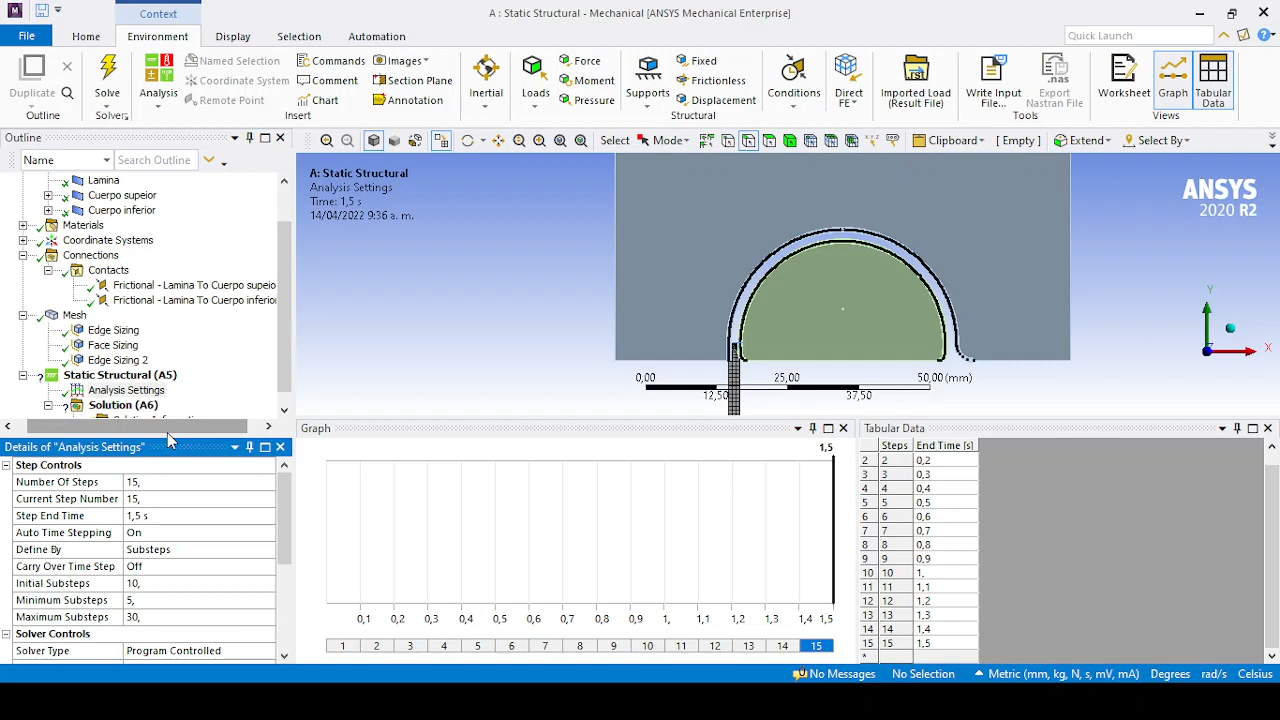 Context
A : Static Structural - Mechanical [ANSYS Mechanical Enterprise]
File
Home
Environment
Display
Selection
Automation
Quick Launch
Duplicate
Outline
Solve
Solver
Analysis
Named Selection
Coordinate System
Remote Point
Commands
Comment
Chart
Images
Section Plane
Annotation
Insert
Inertial
Loads
Force
Moment
Pressure
Supports
Fixed
Frictionless
Displacement
Conditions
Direct
FE
Structural
Imported Load
(Result File)
Write Input
File...
Export
Nastran File
Tools
Worksheet
Graph
Tabular
Data
Views
Outline
Name
Search Outline
Select
Mode
Clipboard
[ Empty ]
Extend
Select By
Lamina
Cuerpo supeior
Cuerpo inferior
Materials
Coordinate Systems
Connections
Contacts
Frictional - Lamina To Cuerpo supeio
Frictional - Lamina To Cuerpo inferio
Mesh
Edge Sizing
Face Sizing
Edge Sizing 2
Static Structural (A5)
Analysis Settings
Solution (A6)
A: Static Structural
Analysis Settings
Time: 1,5 s
14/04/2022 9:36 a. m.
ANSYS
2020 R2
Y
X
0,00
25,00
50,00 (mm)
12,50
37,50
Details of "Analysis Settings"
Step Controls
Number Of Steps 15,
Current Step Number 15,
Step End Time 1,5 s
Auto Time Stepping On
Define By Substeps
Carry Over Time Step Off
Initial Substeps 10,
Minimum Substeps 5,
Maximum Substeps 30,
Solver Controls
Solver Type Program Controlled
Graph
1,5
0,1 0,2 0,3 0,4 0,5 0,6 0,7 0,8 0,9 1, 1,1 1,2 1,3 1,4 1,5
1 2 3 4 5 6 7 8 9 10 11 12 13 14 15
Tabular Data
Steps End Time [s]
2 2 0,2
3 3 0,3
4 4 0,4
5 5 0,5
6 6 0,6
7 7 0,7
8 8 0,8
9 9 0,9
10 10 1,
11 11 1,1
12 12 1,2
13 13 1,3
14 14 1,4
15 15 1,5
*
No Messages
No Selection
Metric (mm, kg, N, s, mV, mA)
Degrees
rad/s
Celsius